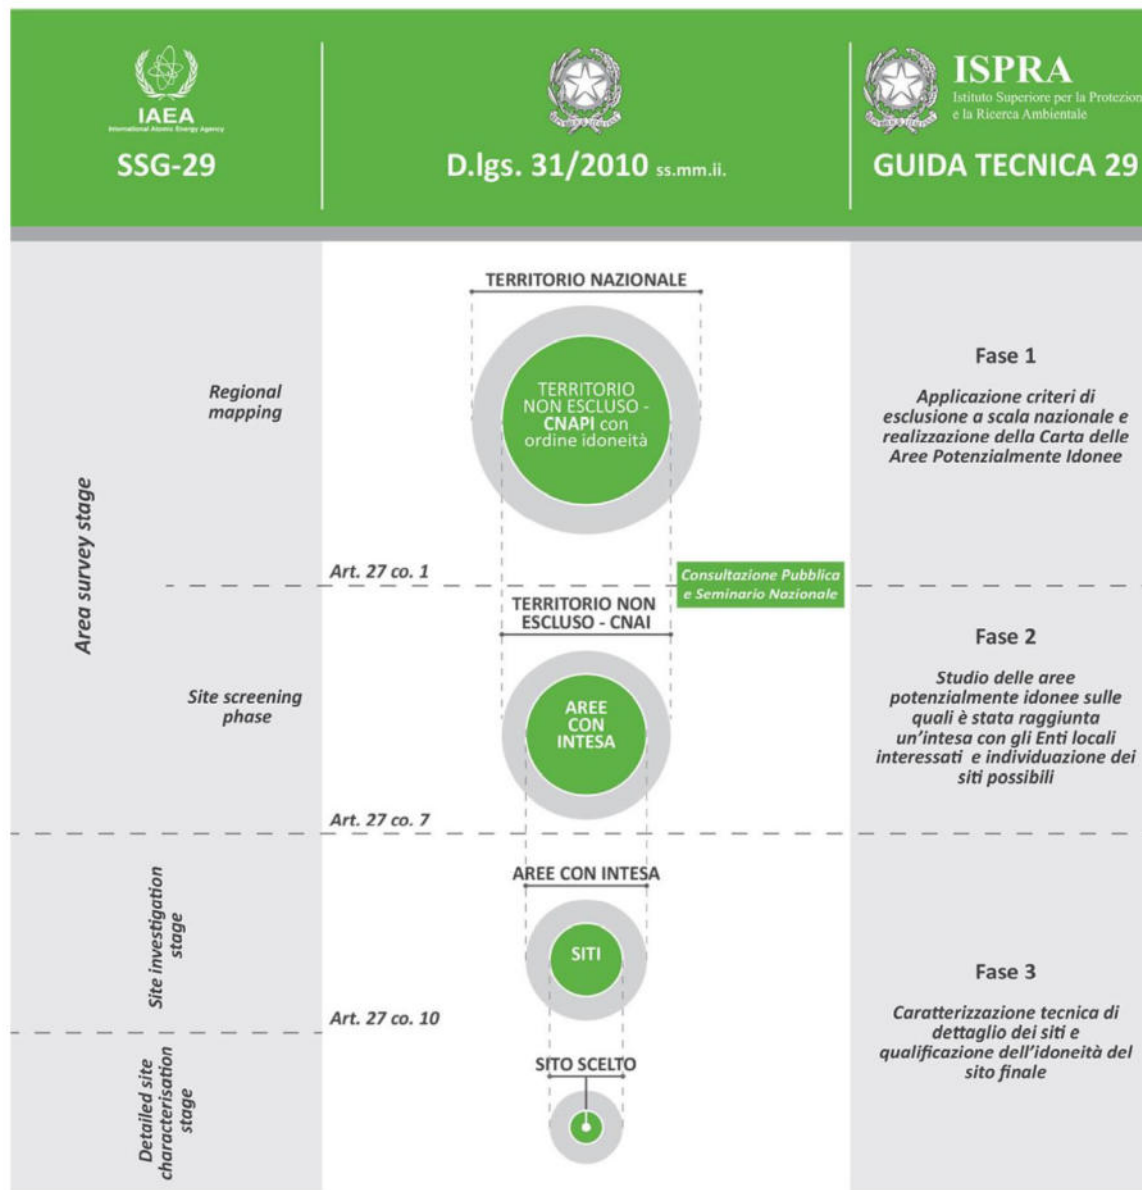 IAEA
International Atomic Energy Agency
SSG-29
D.lgs. 31/2010 ss.mm.ii.
ISPRA
Istituto Superiore per la Protezion
e la Ricerca Ambientale
GUIDA TECNICA 29
Area survey stage
Regional
mapping
TERRITORIO NAZIONALE
TERRITORIO
NON ESCLUSO -
CNAPI con
ordine idoneità
Fase 1
Applicazione criteri di
esclusione a scala nazionale e
realizzazione della Carta delle
Aree Potenzialmente Idonee
Art. 27 co. 1
Consultazione Pubblica
e Seminario Nazionale
Site screening
phase
TERRITORIO NON
ESCLUSO - CNAI
AREE
CON
INTESA
Fase 2
Studio delle aree
potenzialmente idonee sulle
quali è stata raggiunta
un'intesa con gli Enti locali
interessati e individuazione dei
siti possibili
Art. 27 co. 7
Site investigation
stage
AREE CON INTESA
SITI
Art. 27 co. 10
Fase 3
Caratterizzazione tecnica di
dettaglio dei siti e
qualificazione dell'idoneità del
sito finale
Detailed site
characterisation
stage
SITO SCELTO